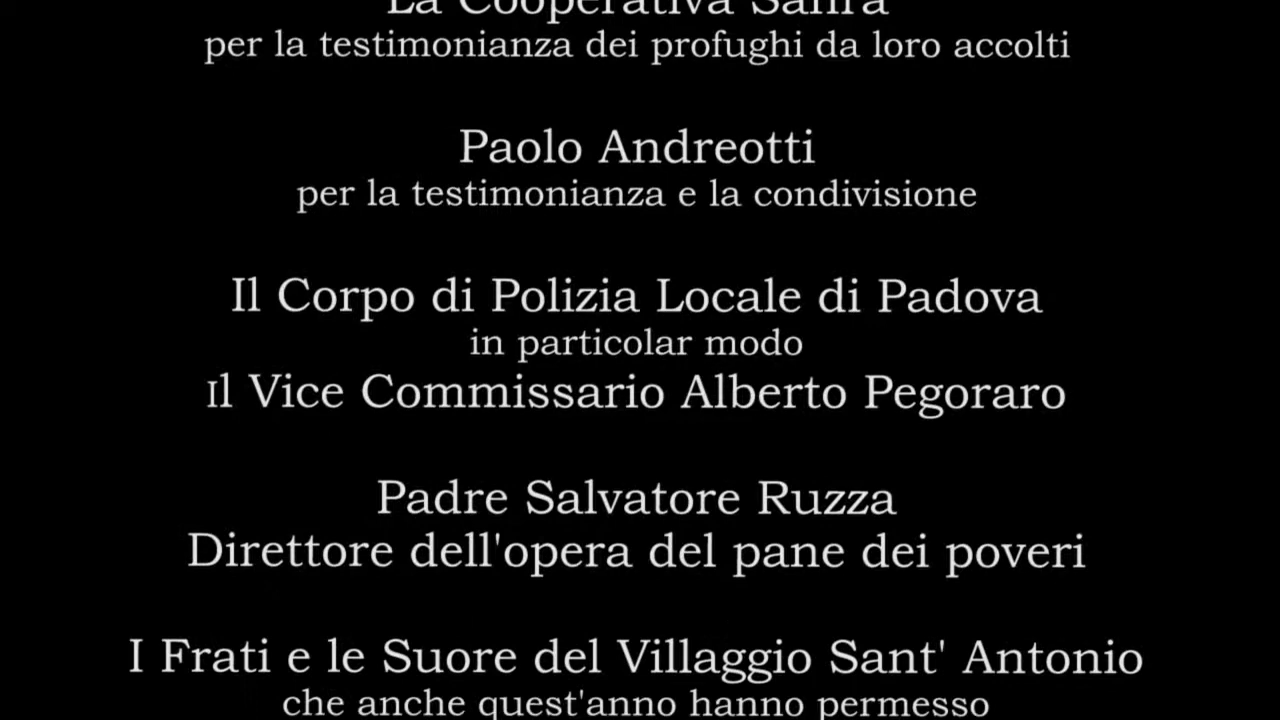 La Cooperativa
per la testimonianza dei profughi da loro accolti
Paolo Andreotti
per la testimonianza e la condivisione
Il Corpo di Polizia Locale di Padova
in particolar modo
Il Vice Commissario Alberto Pegoraro
Padre Salvatore Ruzza
Direttore dell'opera del pane dei poveri
I Frati e le Suore del Villaggio Sant' Antonio
che anche quest'anno hanno permesso